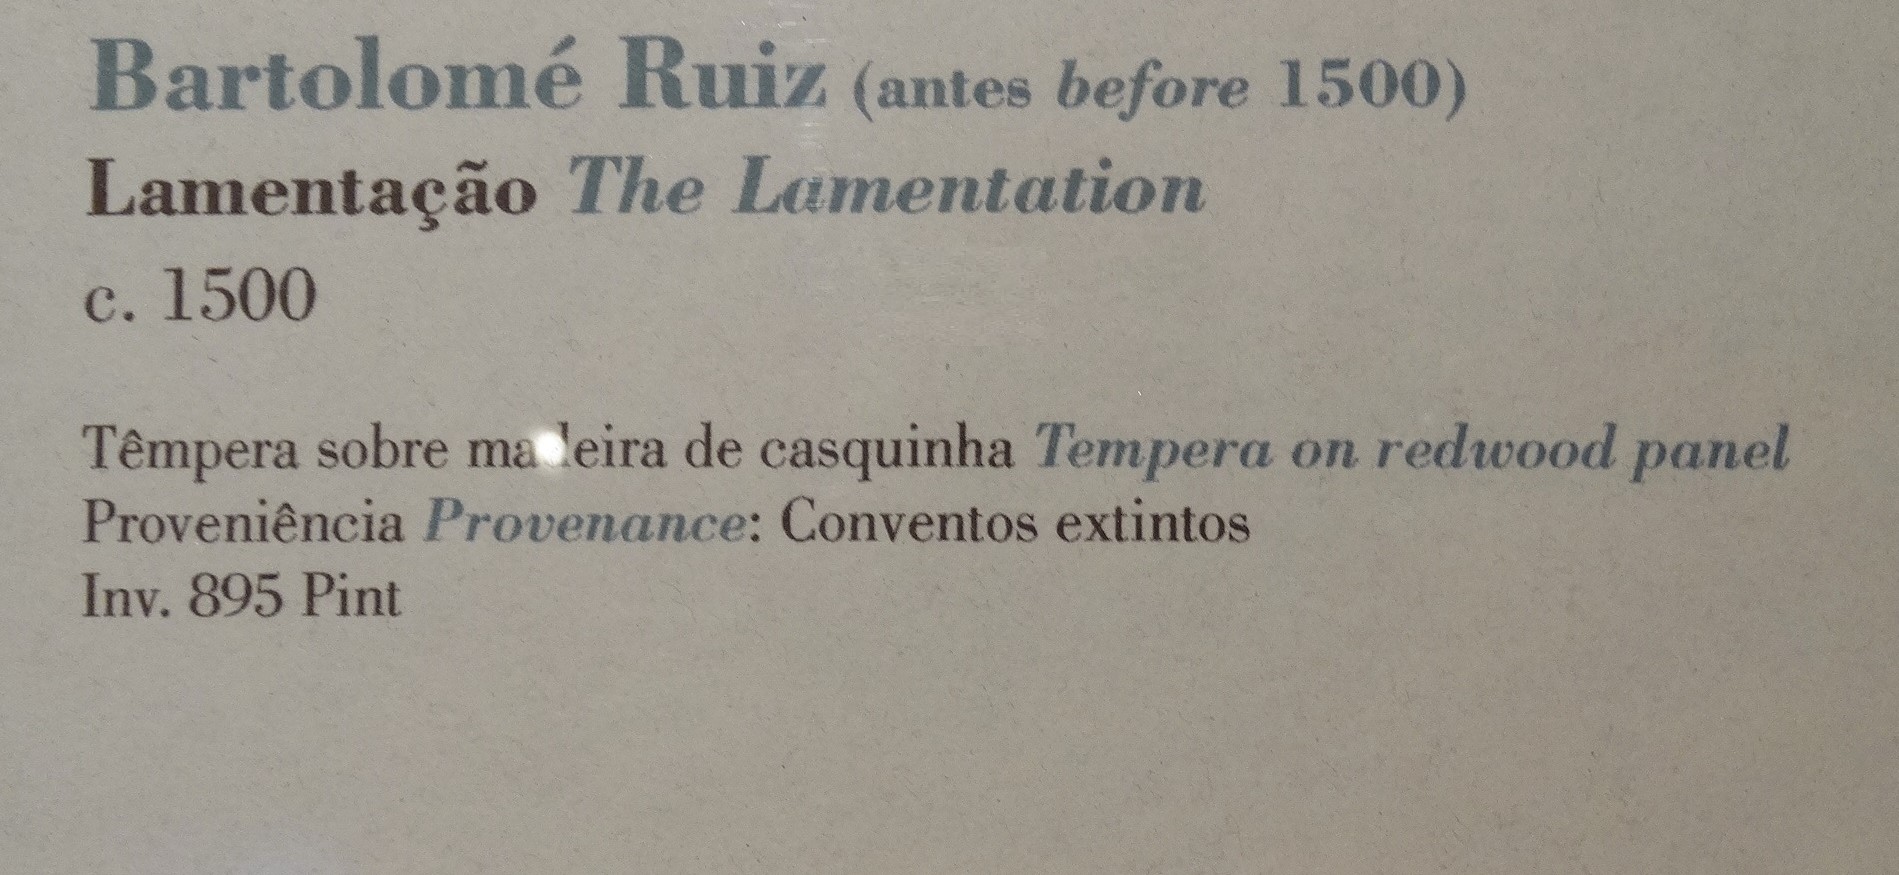 Bartolomé Ruiz (antes before 1500)
Lamentação The Lamentation
c. 1500
Têmpera sobre madeira de casquinha Tempera on redwood panel
Proveniência Provenance: Conventos extintos
Inv. 895 Pint